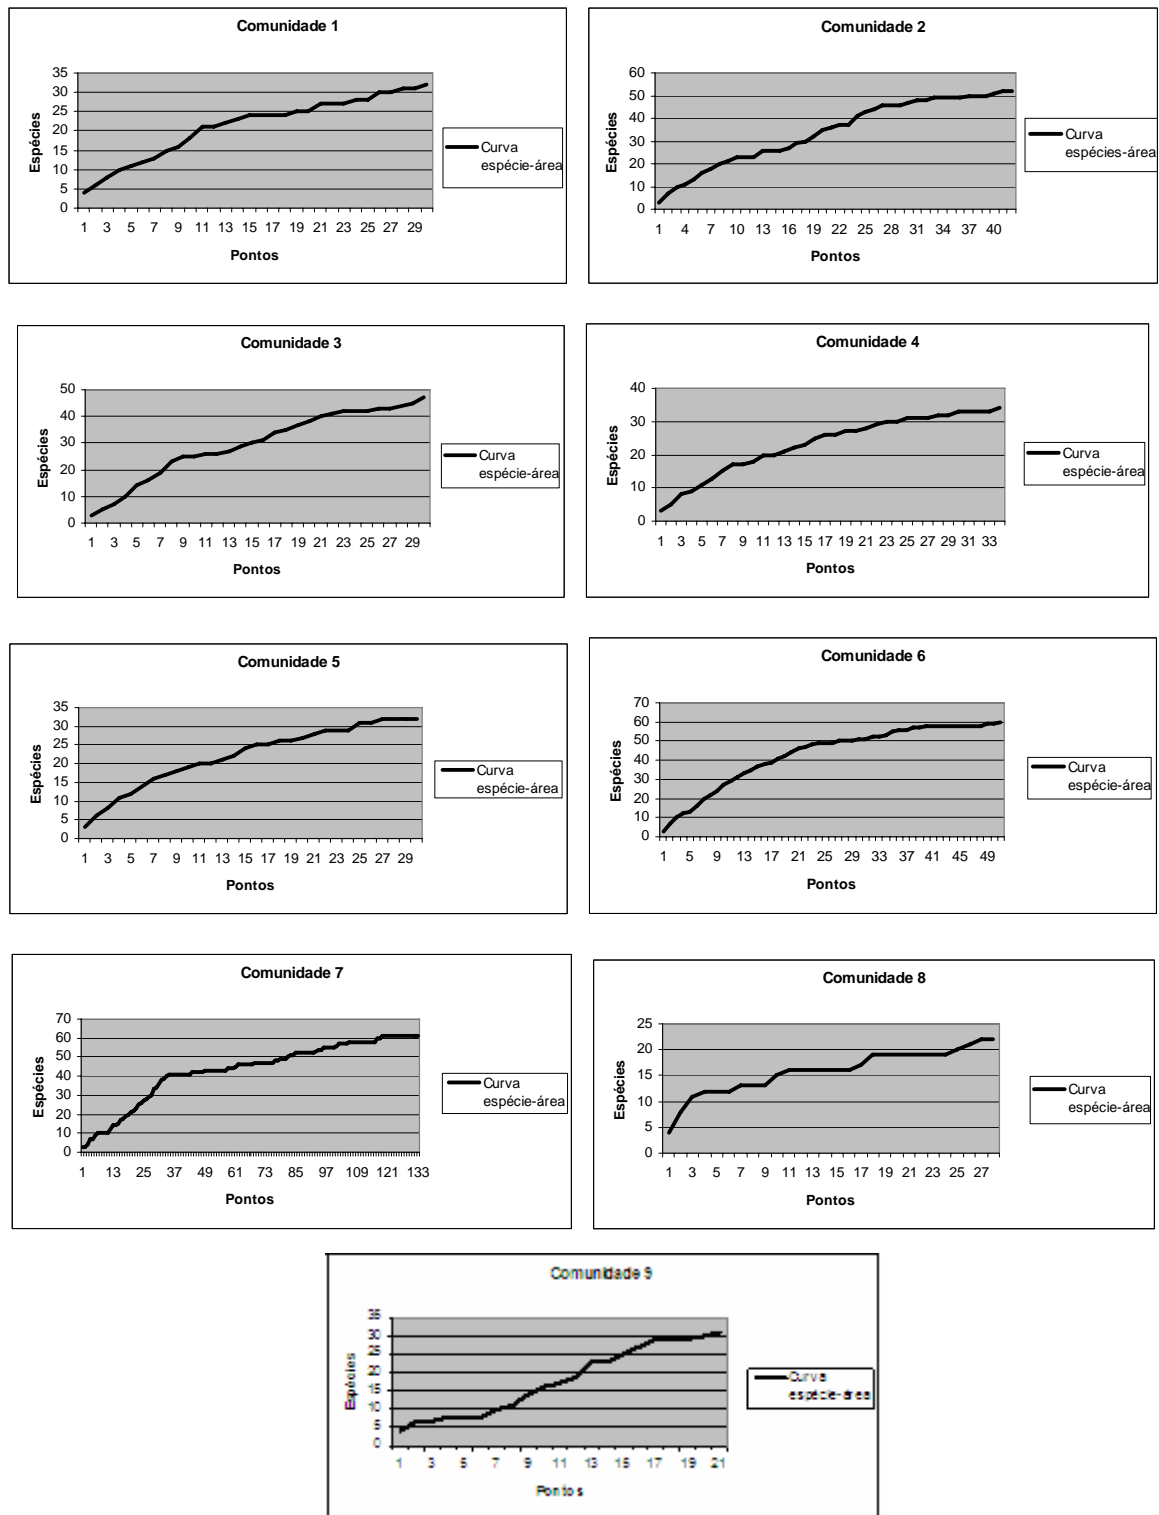 Comunidade 1
35
30
25
20
15
10
5
0
Espécies
1 3 5 7 9 11 13 15 17 19 21 23 25 27 29
Pontos
Curva
espécie-área
Comunidade 2
60
50
40
30
20
10
0
Espécies
1 4 7 10 13 16 19 22 25 28 31 34 37 40
Pontos
Curva
espécies-área
Comunidade 3
50
40
30
20
10
0
Espécies
1 3 5 7 9 11 13 15 17 19 21 23 25 27 29
Pontos
Curva
espécie-área
Comunidade 4
40
30
20
10
0
Espécies
1 3 5 7 9 11 13 15 17 19 21 23 25 27 29 31 33
Pontos
Curva
espécie-área
Comunidade 5
35
30
25
20
15
10
5
0
Espécies
1 3 5 7 9 11 13 15 17 19 21 23 25 27 29
Pontos
Curva
espécie-área
Comunidade 6
70
60
50
40
30
20
10
0
Espécies
1 5 9 13 17 21 25 29 33 37 41 45 49
Pontos
Curva
espécie-área
Comunidade 7
70
60
50
40
30
20
10
0
Espécies
1 13 25 37 49 61 73 85 97 109 121 133
Pontos
Curva
espécie-área
Comunidade 8
25
20
15
10
5
0
Espécies
1 3 5 7 9 11 13 15 17 19 21 23 25 27
Pontos
Curva
espécie-área
Comunidade 9
35
30
25
20
15
10
5
0
Espécies
1 3 5 7 9 11 13 15 17 19 21
Pontos
Curva
espécie-área